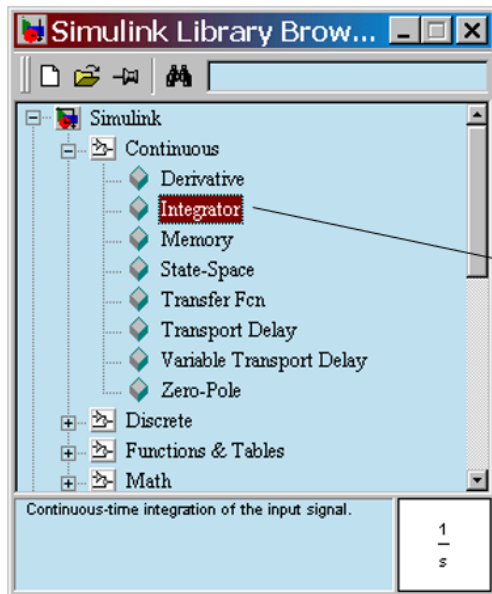 Simulink Library Brow...
Simulink
Continuous
Derivative
Integrator
Memory
State-Space
Transfer Fcn
Transport Delay
Variable Transport Delay
Zero-Pole
Discrete
Functions & Tables
Math
Continuous-time integration of the input signal.
1
s